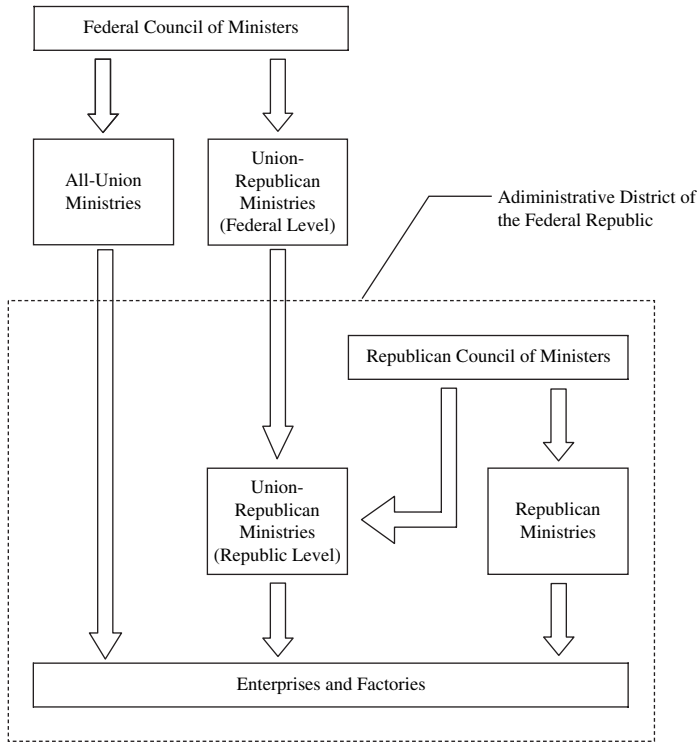 Federal Council of Ministers
All-Union
Ministries
Union-
Republican
Ministries
(Federal Level)
Adiministrative District of
the Federal Republic
Republican Council of Ministers
Union-
Republican
Ministries
(Republic Level)
Republican
Ministries
Enterprises and Factories